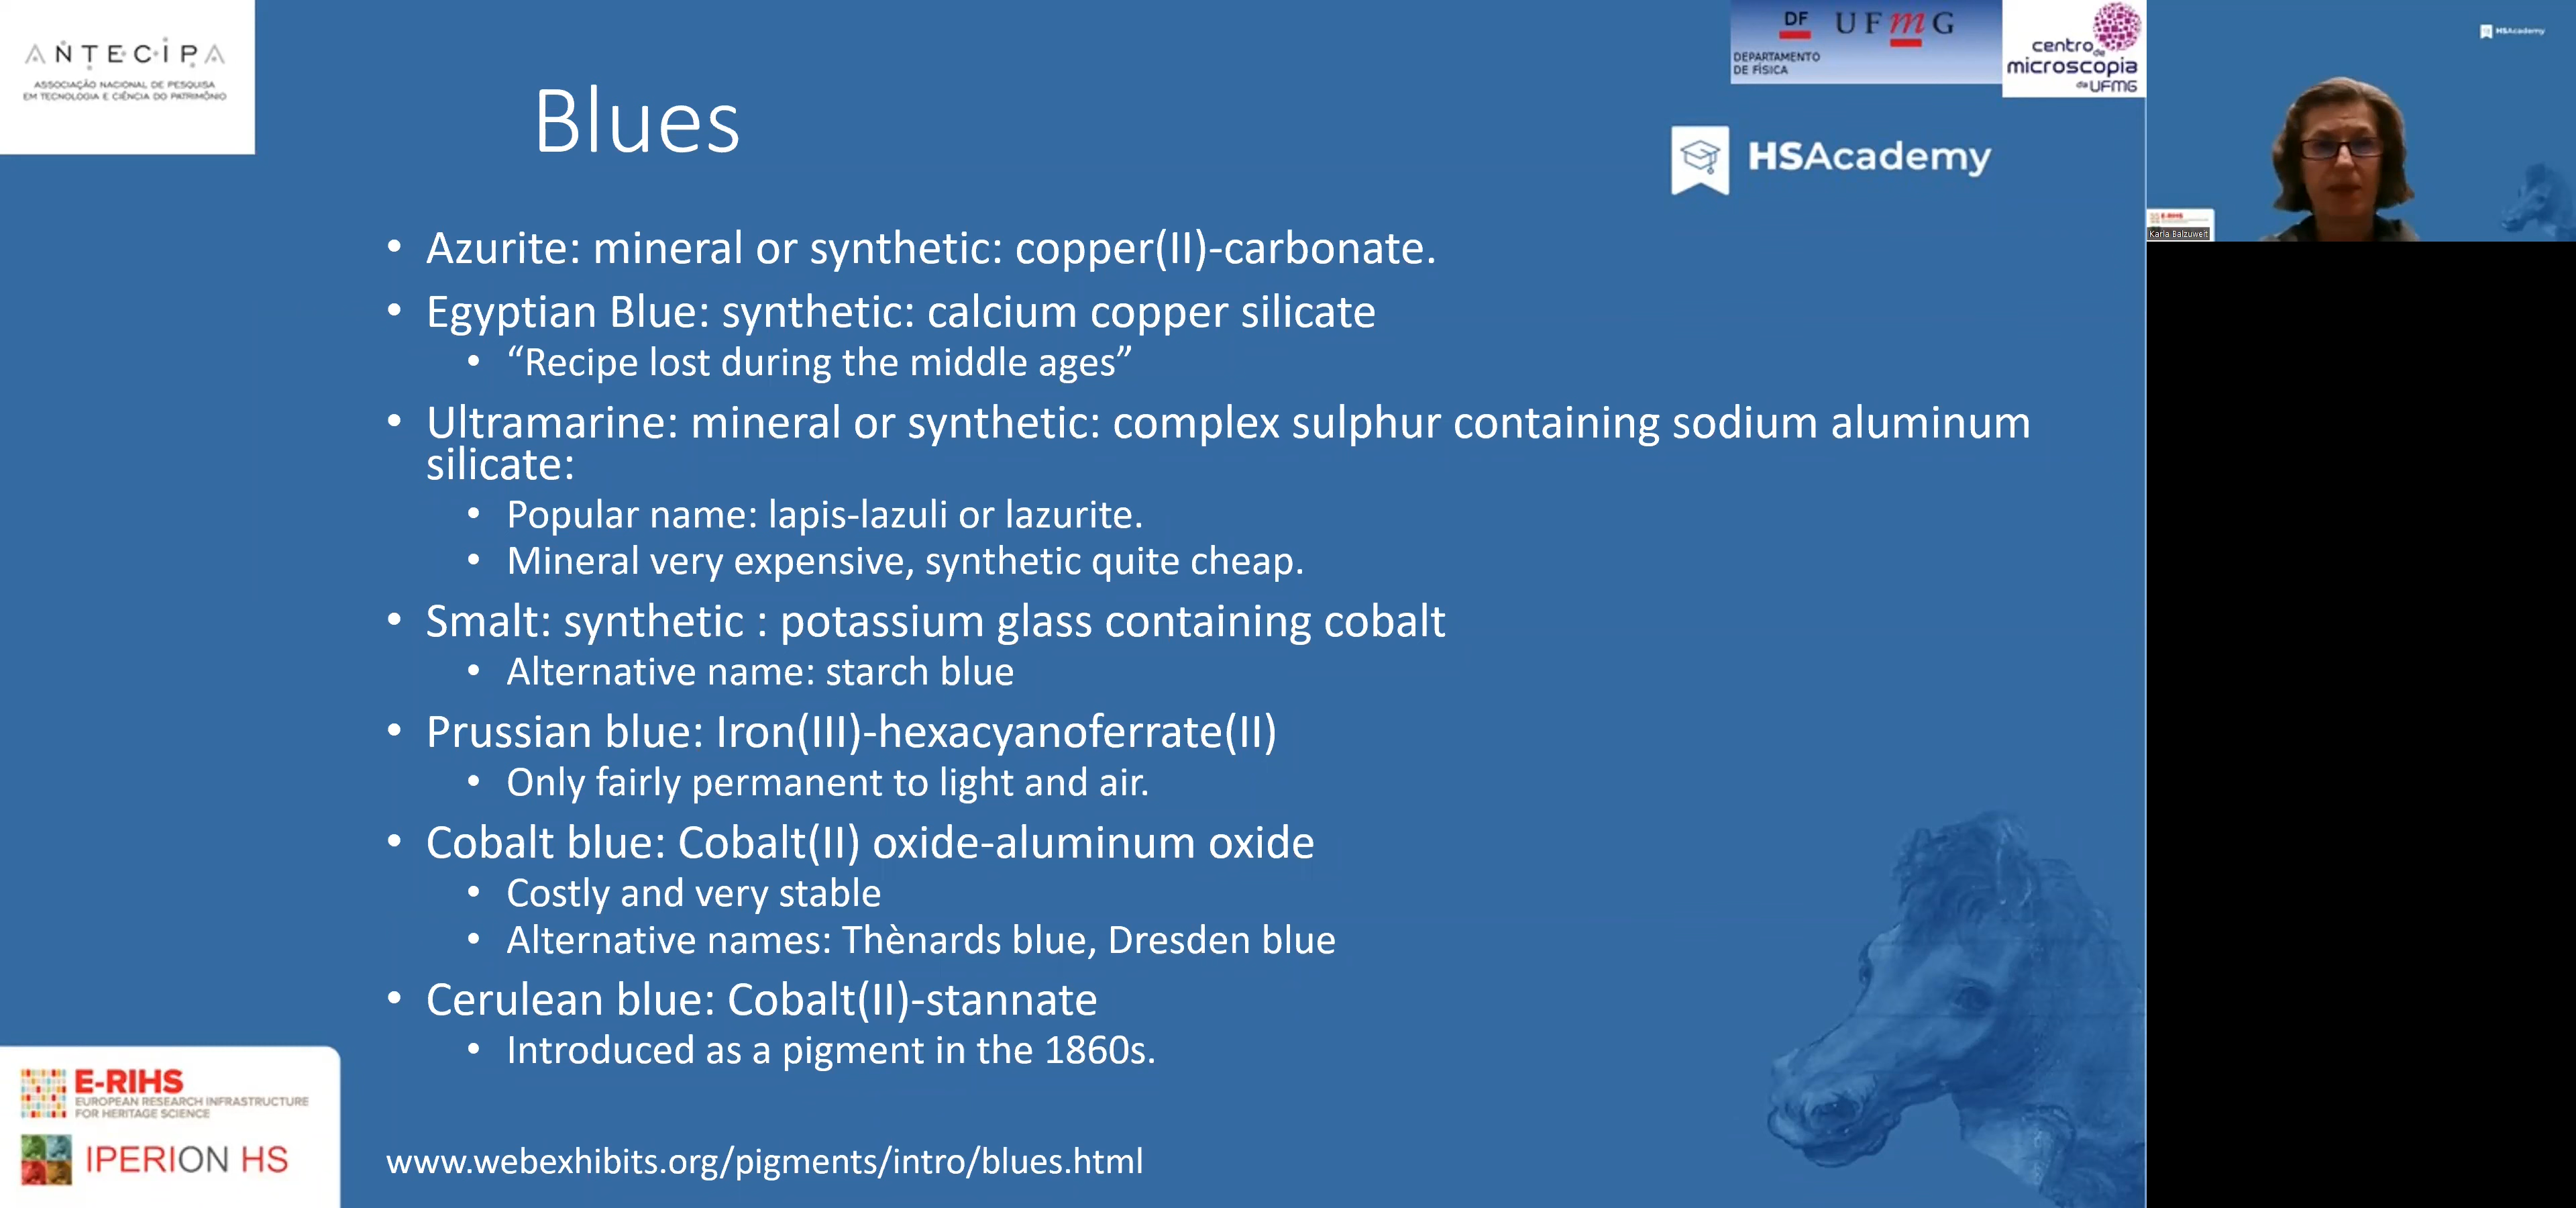 ANTECIPA
ASSOCIAÇÃO NACIONAL DE PESQUISA
EM TECNOLOGIA E CIÊNCIA DO PATRIMÔNIO
DF UFmG
DEPARTAMENTO
DE FÍSICA
centro
de
microscopia
da UFMG
HSAcademy
HSAcademy
Blues
• Azurite: mineral or synthetic: copper(II)-carbonate.
• Egyptian Blue: synthetic: calcium copper silicate
• “Recipe lost during the middle ages”
• Ultramarine: mineral or synthetic: complex sulphur containing sodium aluminum
silicate:
• Popular name: lapis-lazuli or lazurite.
• Mineral very expensive, synthetic quite cheap.
• Smalt: synthetic : potassium glass containing cobalt
• Alternative name: starch blue
• Prussian blue: Iron(III)-hexacyanoferrate(II)
• Only fairly permanent to light and air.
• Cobalt blue: Cobalt(II) oxide-aluminum oxide
• Costly and very stable
• Alternative names: Thènards blue, Dresden blue
• Cerulean blue: Cobalt(II)-stannate
• Introduced as a pigment in the 1860s.
www.webexhibits.org/pigments/intro/blues.html
E-RIHS
EUROPEAN RESEARCH INFRASTRUCTURE
FOR HERITAGE SCIENCE
IPERION HS
E-RIHS
Karla Balzuweit